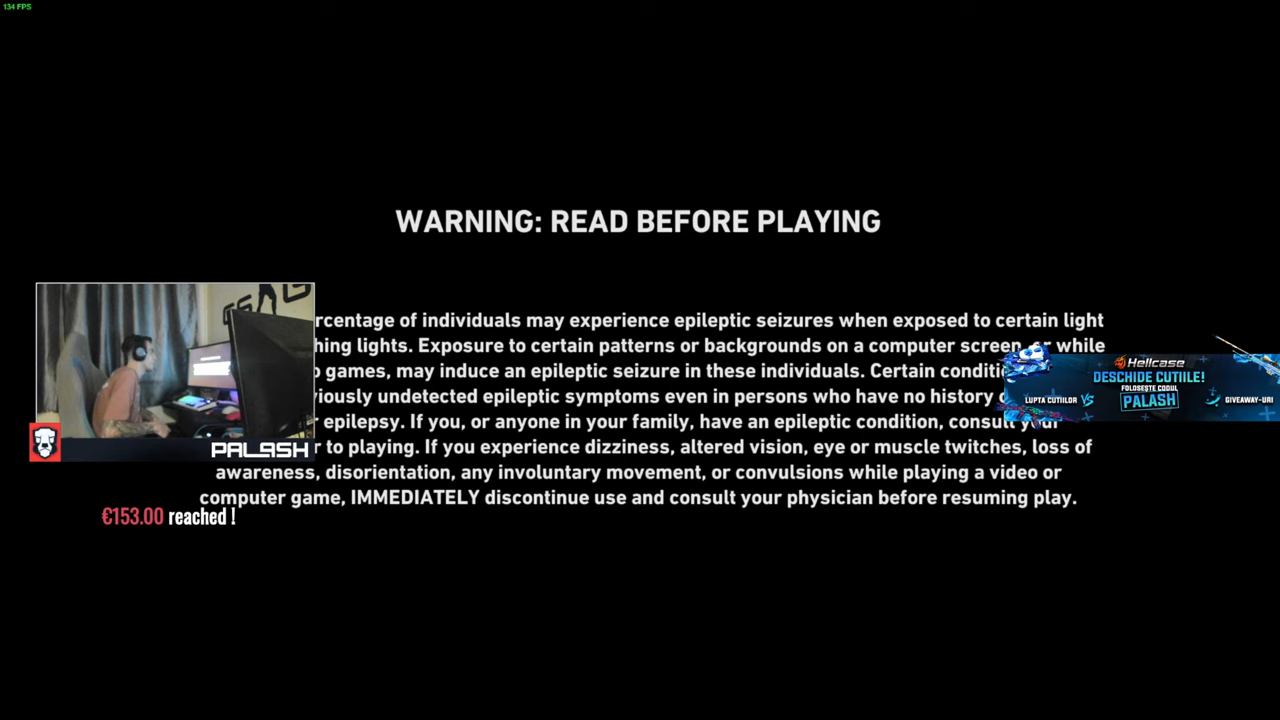 134 FPS
WARNING: READ BEFORE PLAYING
rcentage of individuals may experience epileptic seizures when exposed to certain light
hing lights. Exposure to certain patterns or backgrounds on a computer screen, or while
games, may induce an epileptic seizure in these individuals. Certain conditi
iously undetected epileptic symptoms even in persons who have no history
epilepsy. If you, or anyone in your family, have an epileptic condition, consult your
r to playing. If you experience dizziness, altered vision, eye or muscle twitches, loss of
awareness, disorientation, any involuntary movement, or convulsions while playing a video or
computer game, IMMEDIATELY discontinue use and consult your physician before resuming play.
PALASH
€153.00 reached !
Hellcase
DESCHIDE CUTIILE!
FOLOSEȘTE CODUL
LUPTA CUTIILOR VS PALASH GIVEAWAY-URI